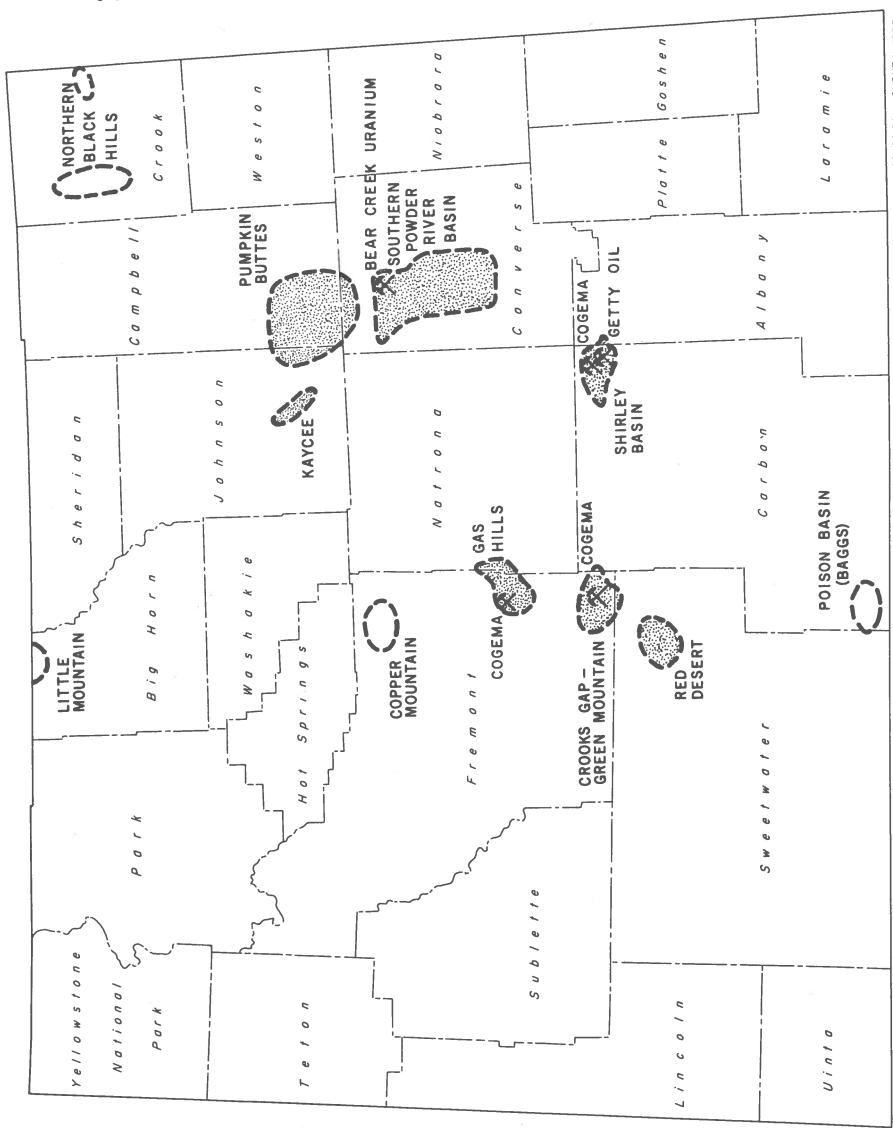 Yellowstone
National
Park
Park
LITTLE
MOUNTAIN
Big Horn
Sheridan
Campbell
NORTHERN
BLACK
HILLS
Crook
Teton
Hot Springs
Washakie
Johnson
KAYCEE
PUMPKIN
BUTTES
Weston
COPPER
MOUNTAIN
Fremont
COGEMA
GAS
HILLS
Natrona
BEAR CREEK URANIUM
SOUTHERN
POWDER
RIVER
BASIN
Converse
Niobrara
Sublette
CROOKS GAP –
GREEN MOUNTAIN
COGEMA
SHIRLEY
BASIN
COGEMA
GETTY OIL
Platte
Goshen
Lincoln
RED
DESERT
Sweetwater
Carbon
Albany
Laramie
Uinta
POISON BASIN
(BAGGS)